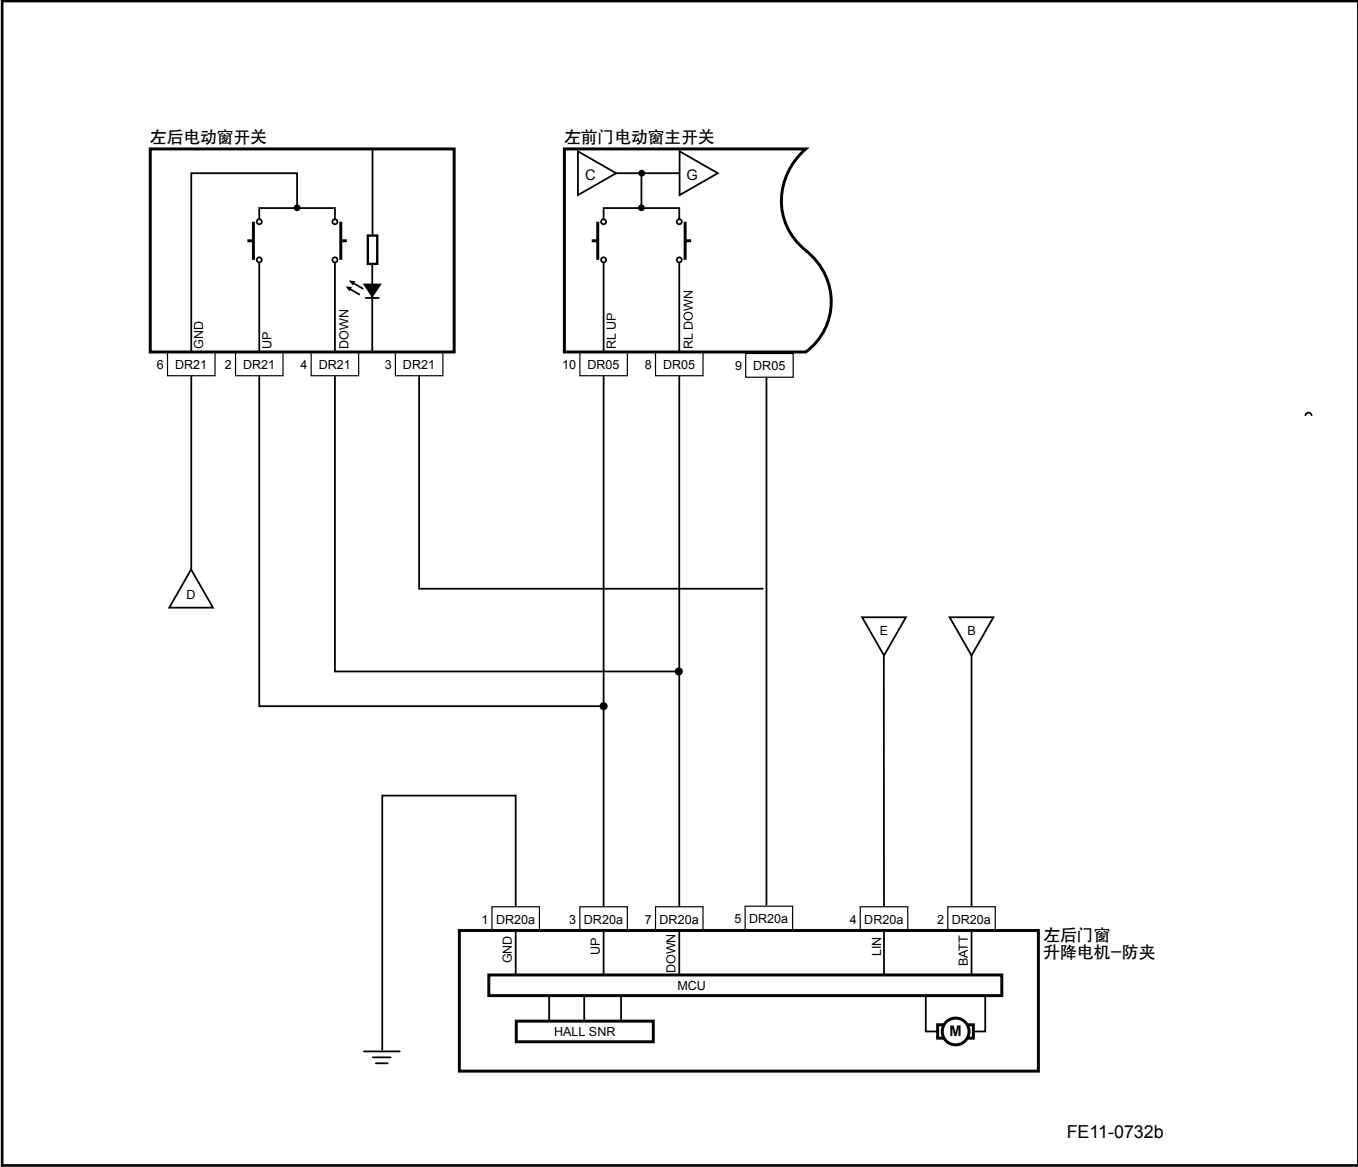 左后电动窗开关
左前门电动窗主开关
C
G
GND
UP
DOWN
RL UP
RL DOWN
6 DR21
2 DR21
4 DR21
3 DR21
10 DR05
8 DR05
9 DR05
D
E
B
1 DR20a
3 DR20a
7 DR20a
5 DR20a
4 DR20a
2 DR20a
GND
UP
DOWN
LIN
BATT
左后门窗
升降电机-防夹
MCU
HALL SNR
M
FE11-0732b